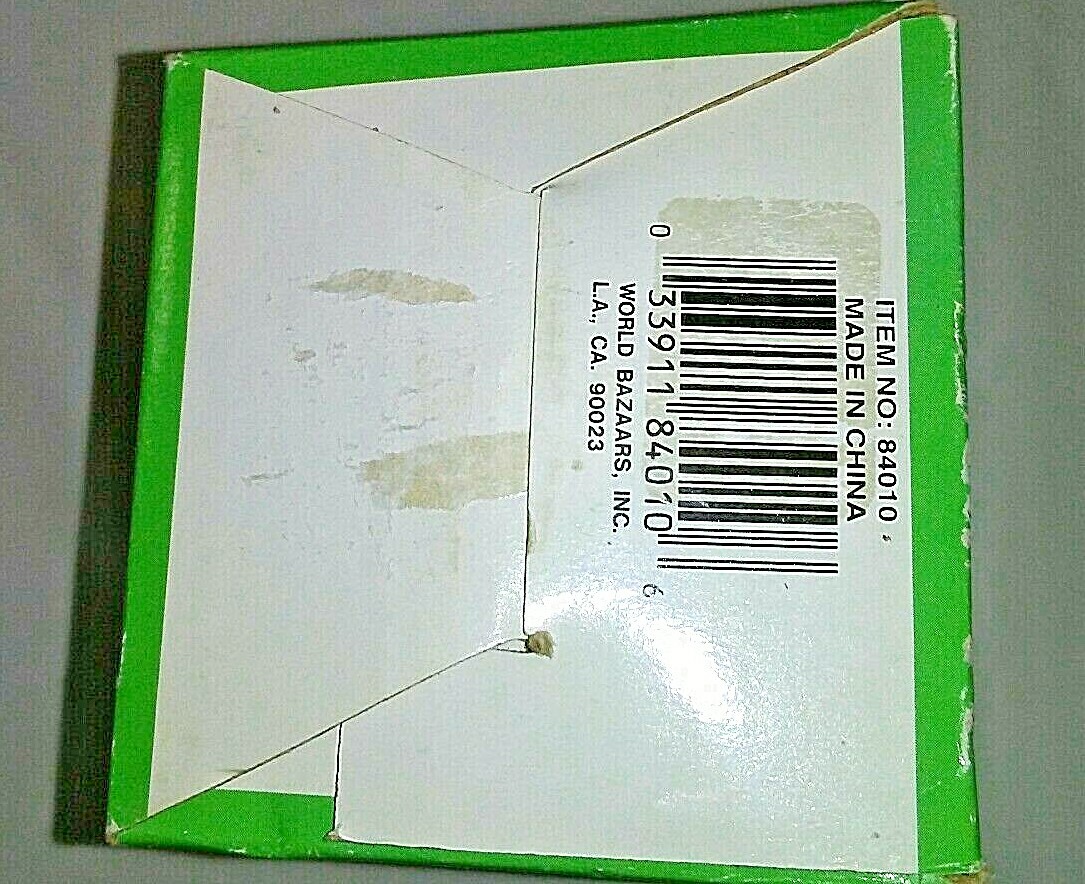 ITEM NO: 84010
MADE IN CHINA
0 33911 84010 6
WORLD BAZAARS, INC.
L.A., CA. 90023